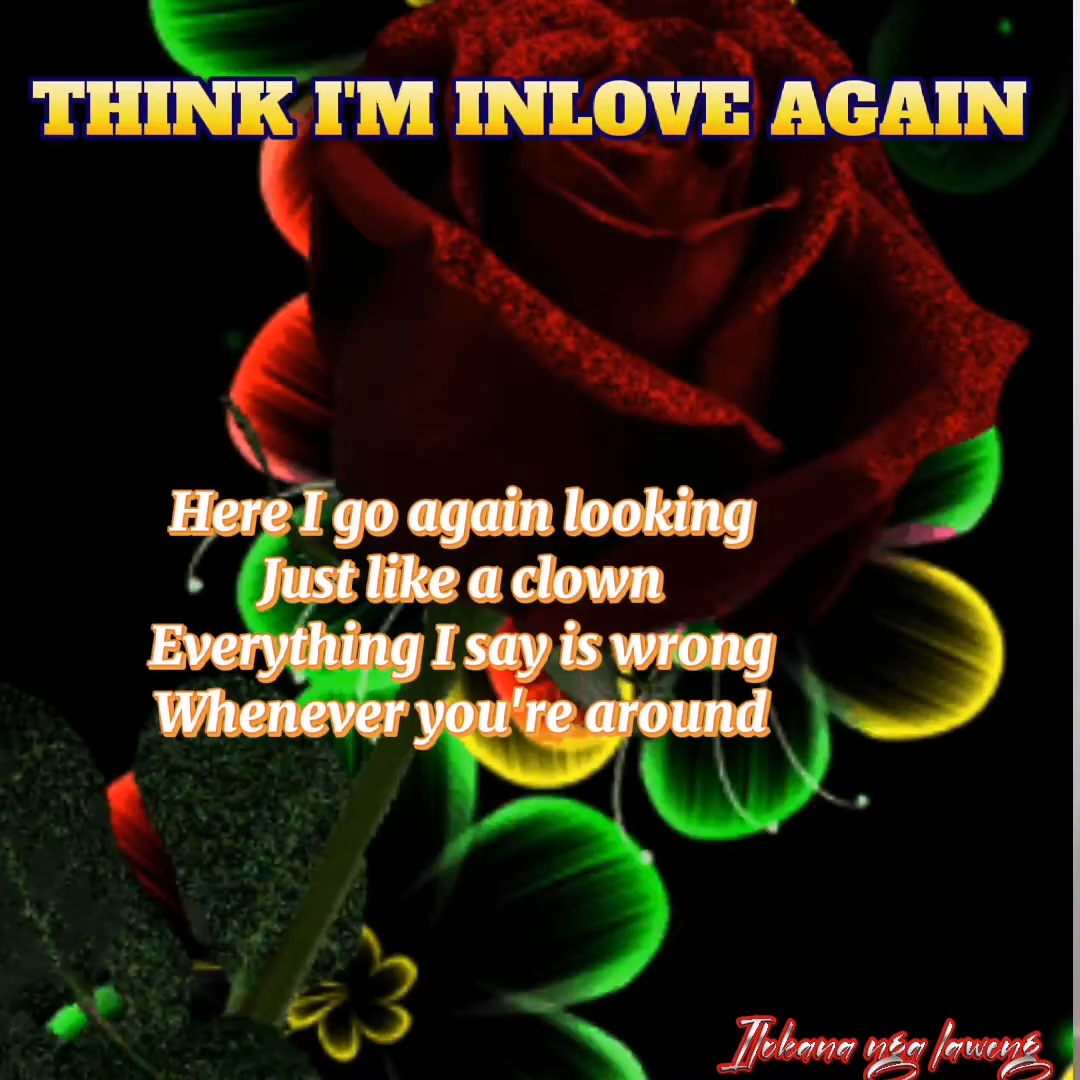 THINK I'M INLOVE AGAIN
Here I go again looking
Just like a clown
Everything I say is wrong
Whenever you're around
Ilokana nga laweng